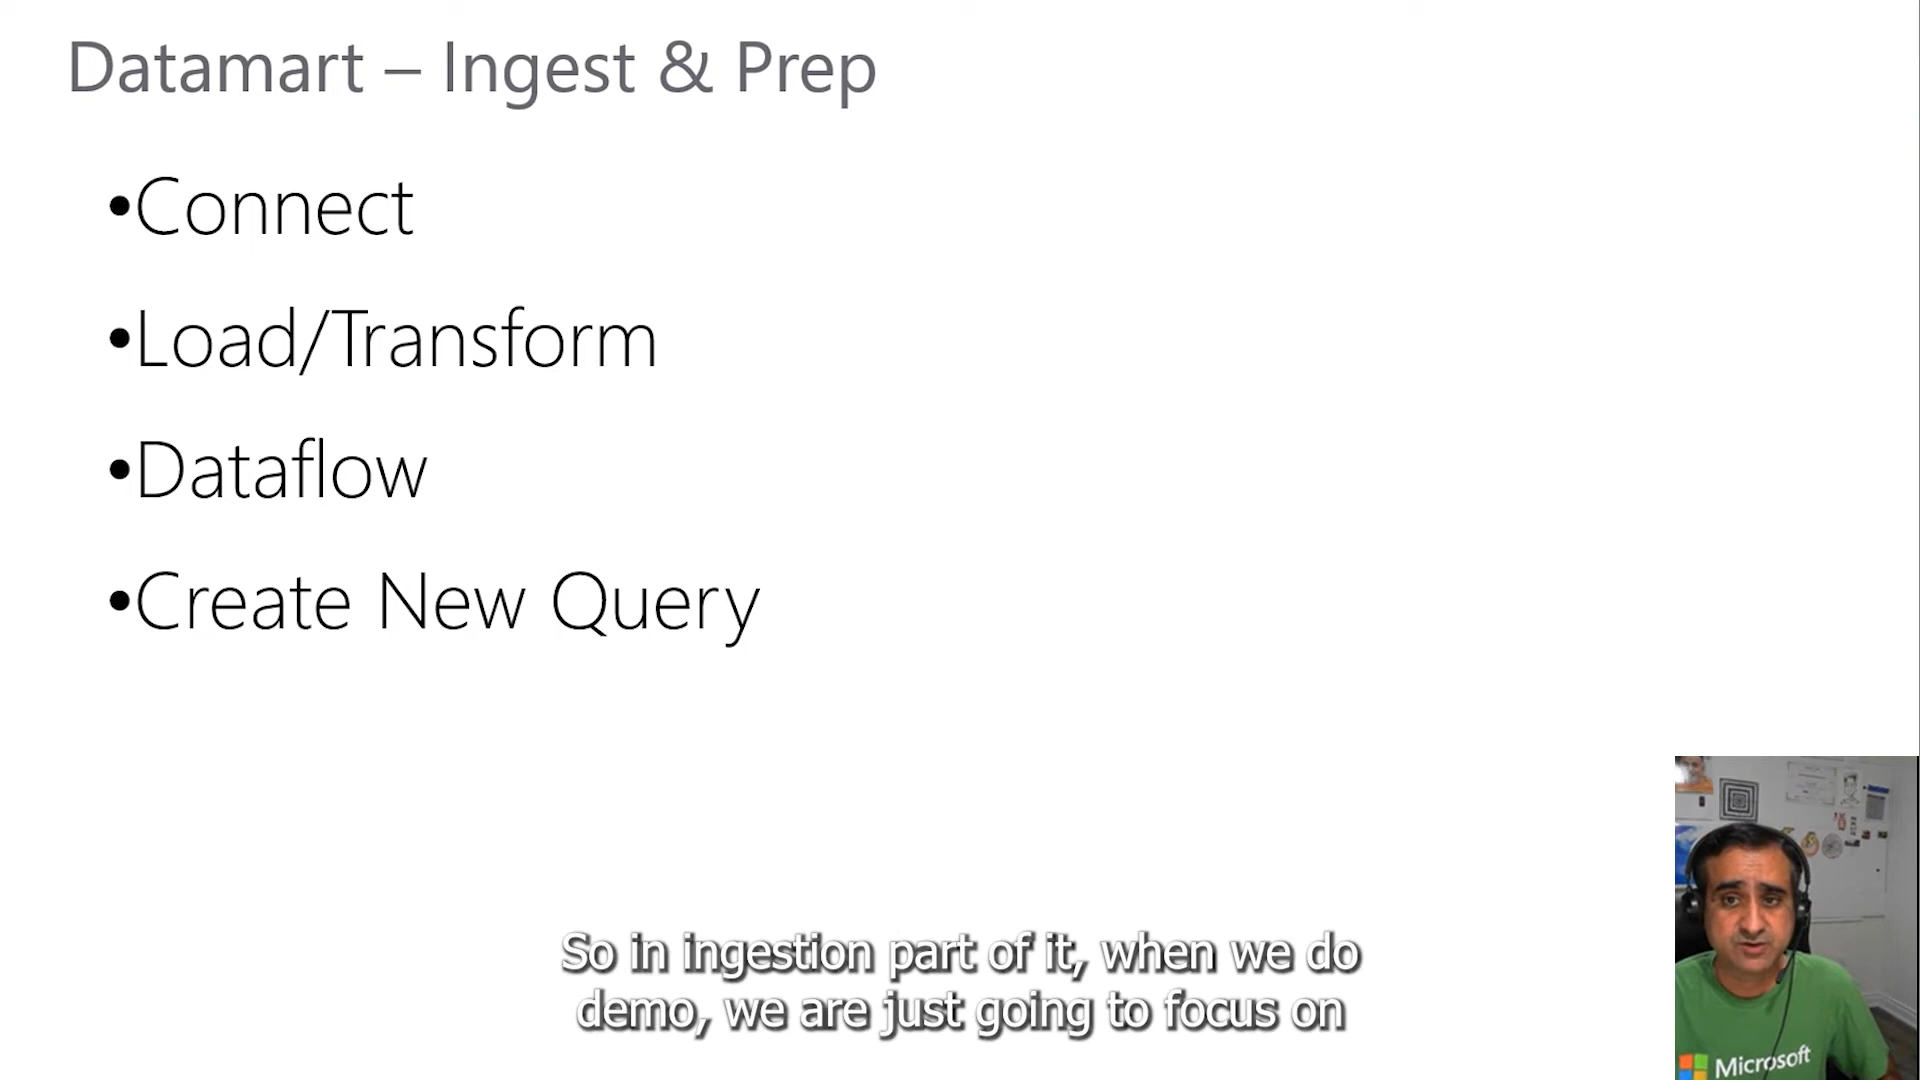 Datamart – Ingest & Prep
•Connect
•Load/Transform
•Dataflow
•Create New Query
So in ingestion part of it, when we do
demo, we are just going to focus on
Microsoft